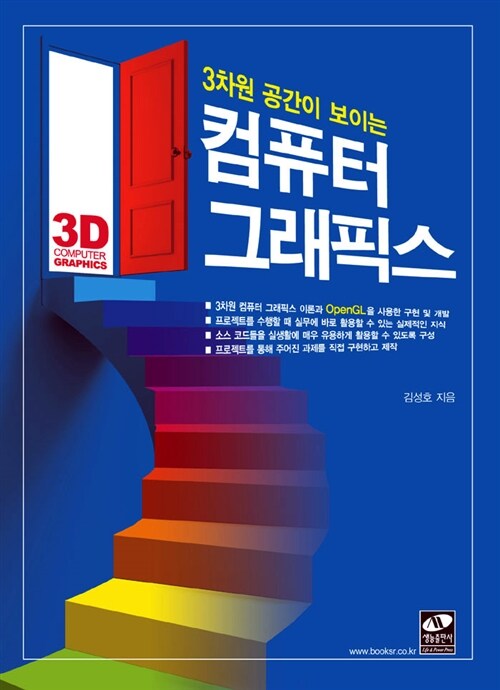 3차원 공간이 보이는
컴퓨터
그래픽스
3D
COMPUTER
GRAPHICS
■ 3차원 컴퓨터 그래픽스 이론과 OpenGL을 사용한 구현 및 개발
■ 프로젝트를 수행할 때 실무에 바로 활용할 수 있는 실제적인 지식
■ 소스 코드들을 실생활에 매우 유용하게 활용할 수 있도록 구성
■ 프로젝트를 통해 주어진 과제를 직접 구현하고 제작
김성호 지음
www.booksr.co.kr
생능출판사
Life & Power Press